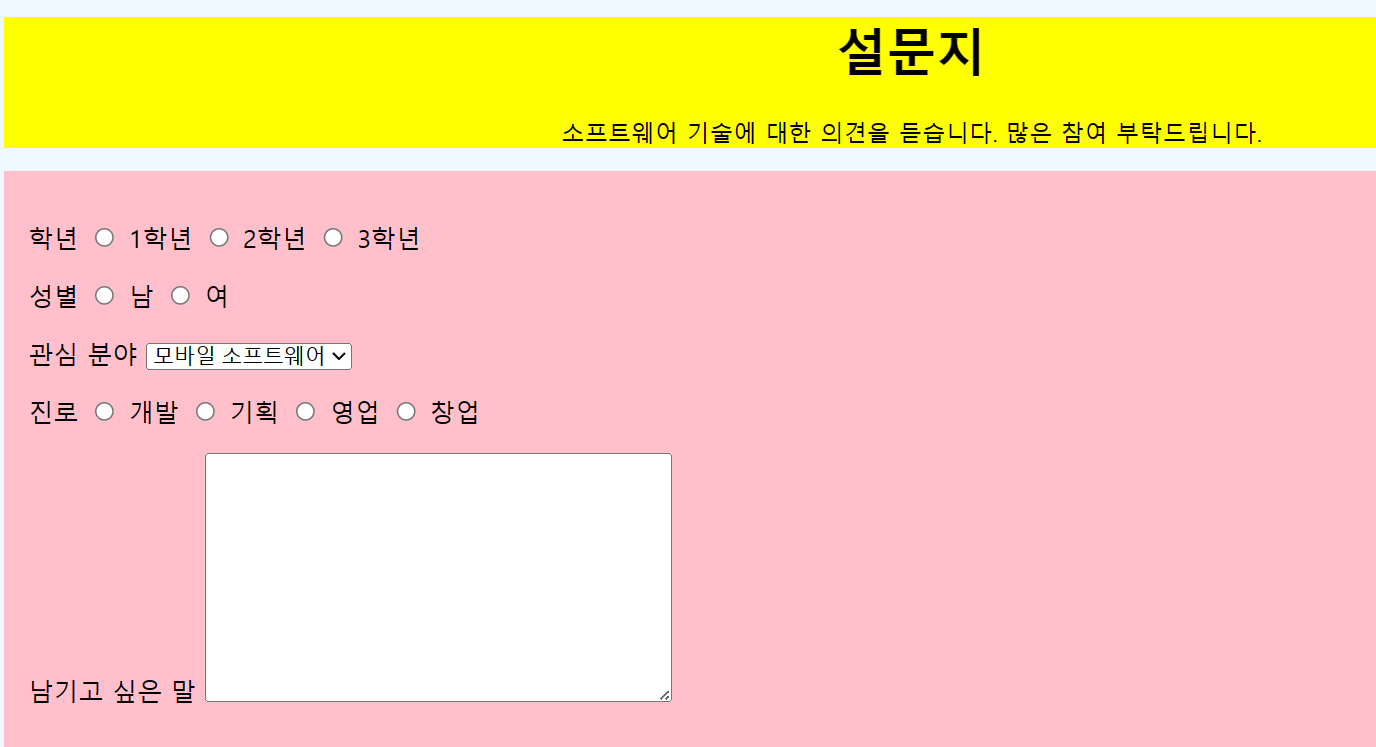 설문지
소프트웨어 기술에 대한 의견을 듣습니다. 많은 참여 부탁드립니다.
학년 1학년 2학년 3학년
성별 남 여
관심 분야 모바일 소프트웨어
진로 개발 기획 영업 창업
남기고 싶은 말